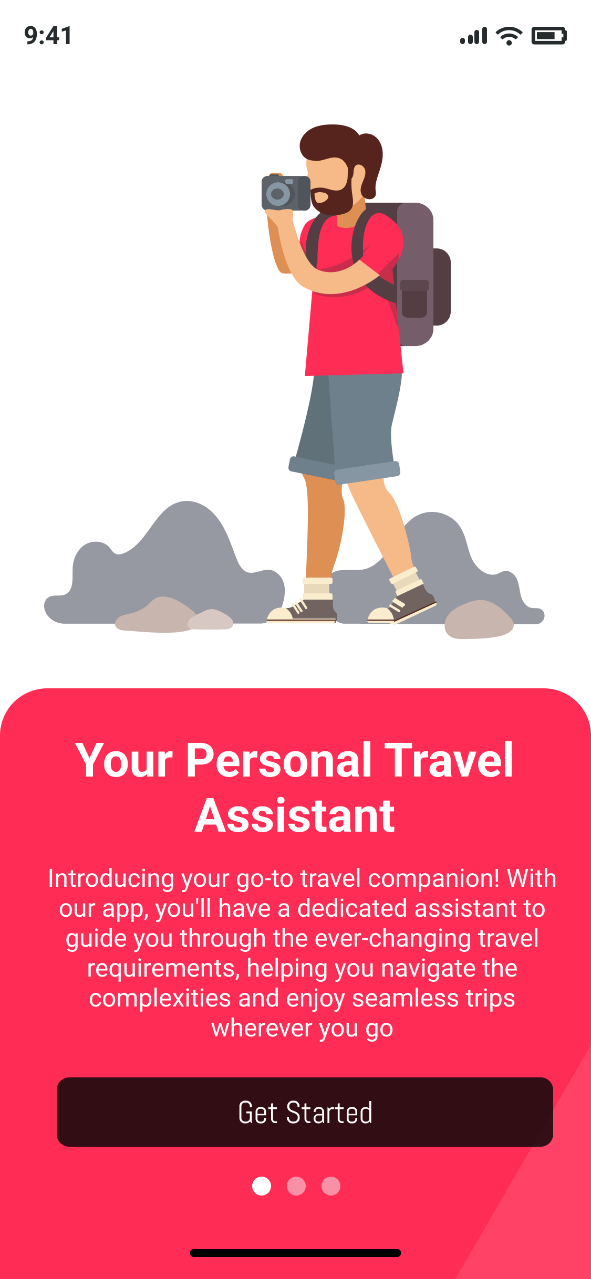 9:41
Your Personal Travel
Assistant
Introducing your go-to travel companion! With
our app, you'll have a dedicated assistant to
guide you through the ever-changing travel
requirements, helping you navigate the
complexities and enjoy seamless trips
wherever you go
Get Started